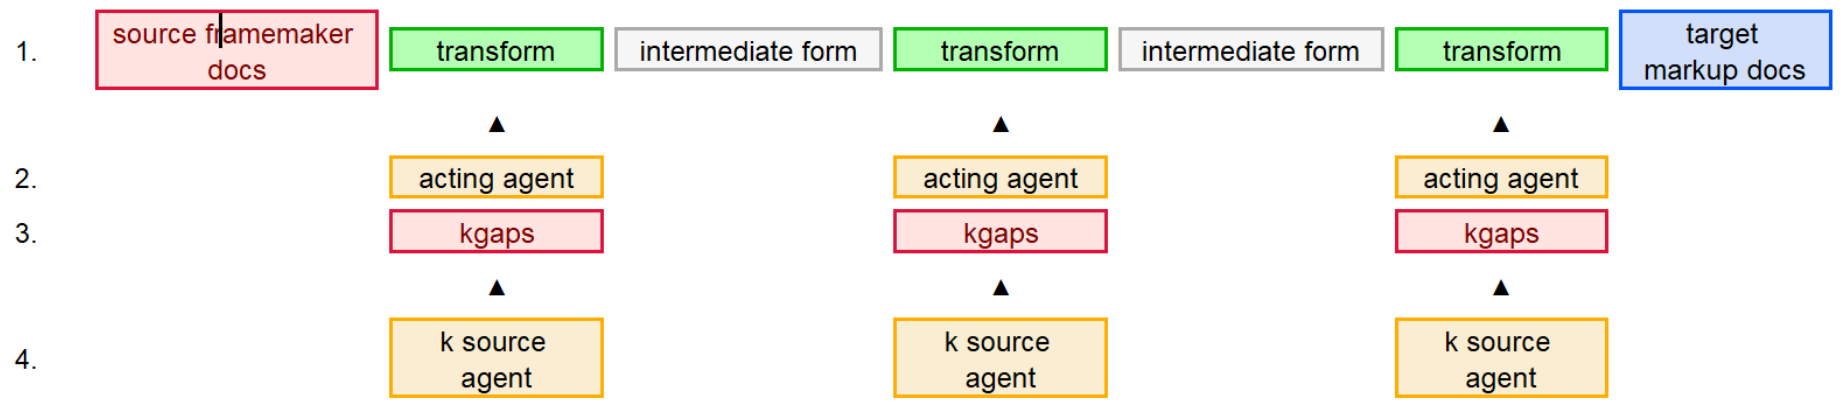 1. source framemaker docs transform intermediate form transform intermediate form transform target markup docs
▲ ▲ ▲
2. acting agent acting agent acting agent
3. kgaps kgaps kgaps
▲ ▲ ▲
4. k source agent k source agent k source agent